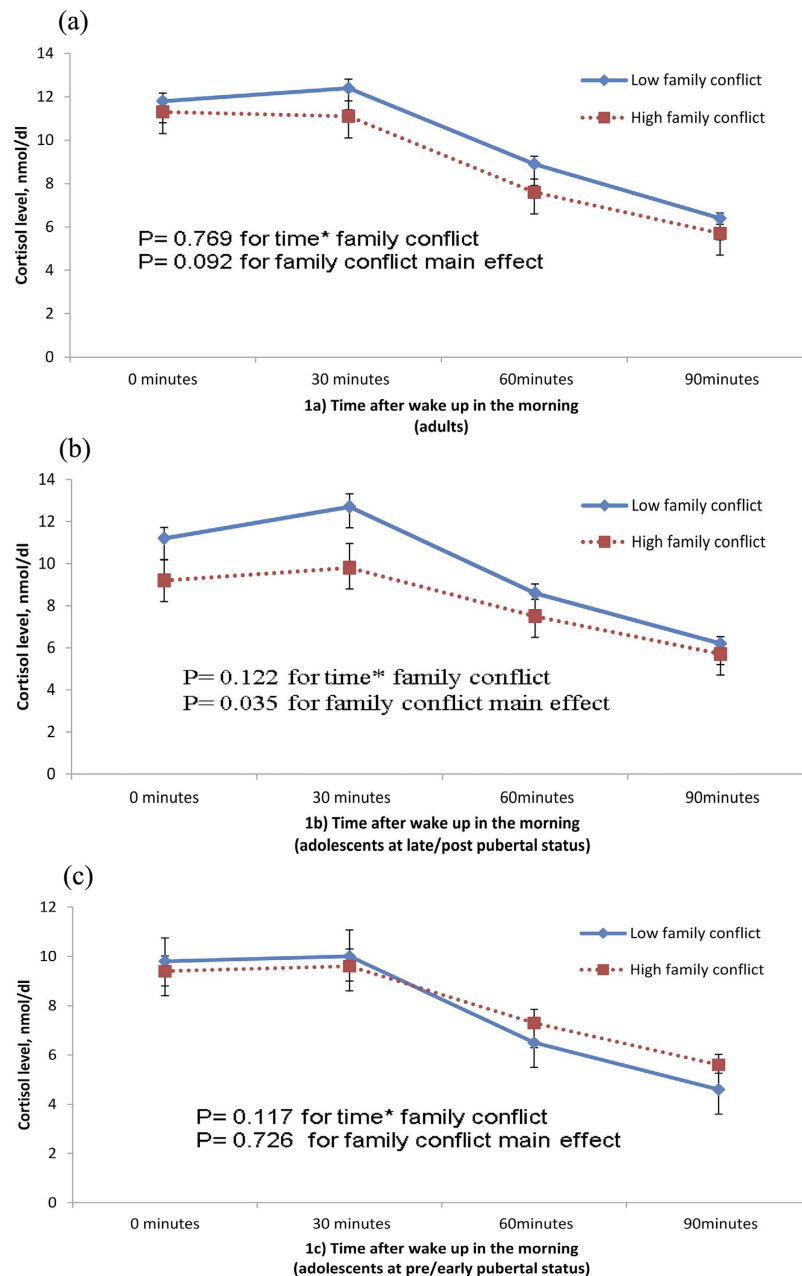 (a)
14
12
10
8
6
4
2
0
Cortisol level, nmol/dl
Low family conflict
High family conflict
P= 0.769 for time* family conflict
P= 0.092 for family conflict main effect
0 minutes 30 minutes 60minutes 90minutes
1a) Time after wake up in the morning
(adults)
(b)
14
12
10
8
6
4
2
0
Cortisol level, nmol/dl
Low family conflict
High family conflict
P= 0.122 for time* family conflict
P= 0.035 for family conflict main effect
0 minutes 30 minutes 60minutes 90minutes
1b) Time after wake up in the morning
(adolescents at late/post pubertal status)
(c)
12
10
8
6
4
2
0
Cortisol level, nmol/dl
Low family conflict
High family conflict
P= 0.117 for time* family conflict
P= 0.726 for family conflict main effect
0 minutes 30 minutes 60minutes 90minutes
1c) Time after wake up in the morning
(adolescents at pre/early pubertal status)